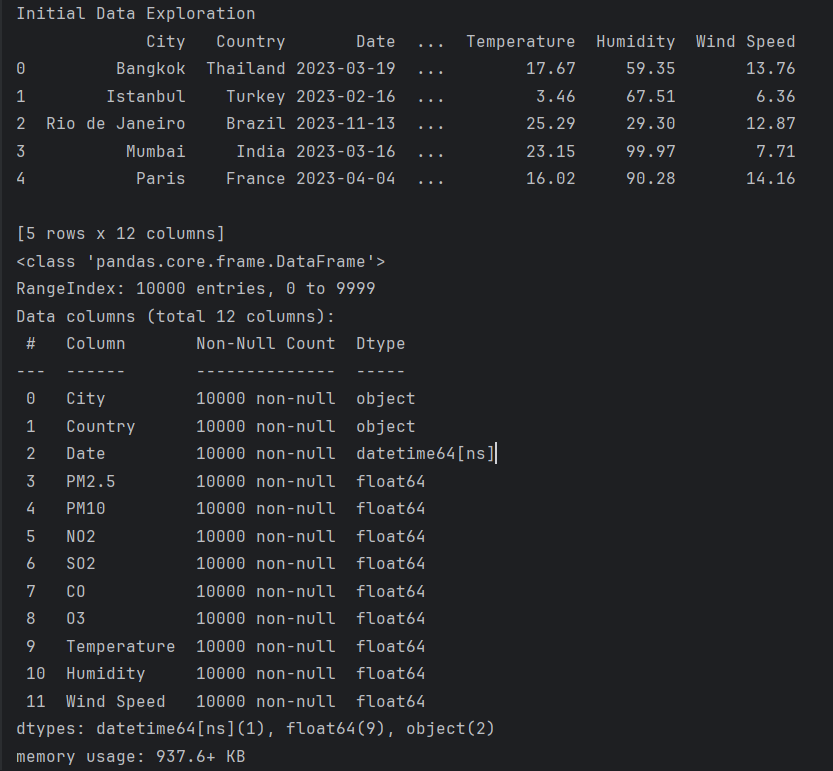 Initial Data Exploration
             City   Country       Date  ...  Temperature  Humidity  Wind Speed
0         Bangkok  Thailand 2023-03-19  ...        17.67     59.35       13.76
1        Istanbul    Turkey 2023-02-16  ...         3.46     67.51        6.36
2  Rio de Janeiro    Brazil 2023-11-13  ...        25.29     29.30       12.87
3          Mumbai     India 2023-03-16  ...        23.15     99.97        7.71
4           Paris    France 2023-04-04  ...        16.02     90.28       14.16

[5 rows x 12 columns]
<class 'pandas.core.frame.DataFrame'>
RangeIndex: 10000 entries, 0 to 9999
Data columns (total 12 columns):
 #   Column       Non-Null Count  Dtype
---  ------       --------------  -----
 0   City         10000 non-null  object
 1   Country      10000 non-null  object
 2   Date         10000 non-null  datetime64[ns]
 3   PM2.5        10000 non-null  float64
 4   PM10         10000 non-null  float64
 5   NO2          10000 non-null  float64
 6   SO2          10000 non-null  float64
 7   CO           10000 non-null  float64
 8   O3           10000 non-null  float64
 9   Temperature  10000 non-null  float64
 10  Humidity     10000 non-null  float64
 11  Wind Speed   10000 non-null  float64
dtypes: datetime64[ns](1), float64(9), object(2)
memory usage: 937.6+ KB